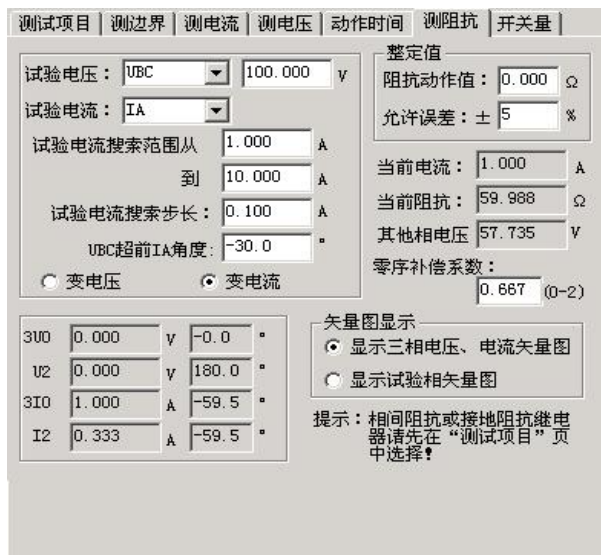 测试项目 测边界 测电流 测电压 动作时间 测阻抗 开关量
试验电压： UBC 100.000 V
试验电流： IA
试验电流搜索范围从 1.000 A
到 10.000 A
试验电流搜索步长： 0.100 A
UBC超前IA角度: -30.0 °
变电压 变电流
整定值
阻抗动作值： 0.000 Ω
允许误差：± 5 %
当前电流： 1.000 A
当前阻抗： 59.988 Ω
其他相电压 57.735 V
零序补偿系数：
0.667 (0-2)
3U0 0.000 V -0.0 °
U2 0.000 V 180.0 °
3I0 1.000 A -59.5 °
I2 0.333 A -59.5 °
矢量图显示
显示三相电压、电流矢量图
显示试验相矢量图
提示：相间阻抗或接地阻抗继电
器请先在“测试项目”页
中选择！